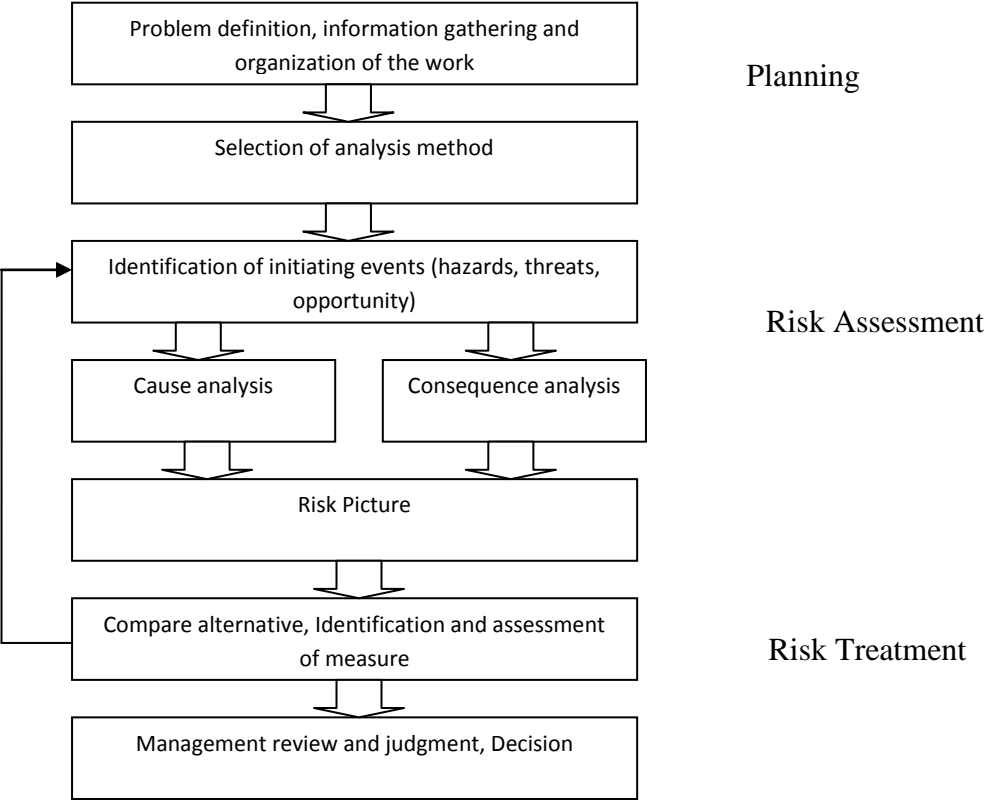 Problem definition, information gathering and
organization of the work
Planning
Selection of analysis method
Identification of initiating events (hazards, threats,
opportunity)
Risk Assessment
Cause analysis
Consequence analysis
Risk Picture
Compare alternative, Identification and assessment
of measure
Risk Treatment
Management review and judgment, Decision